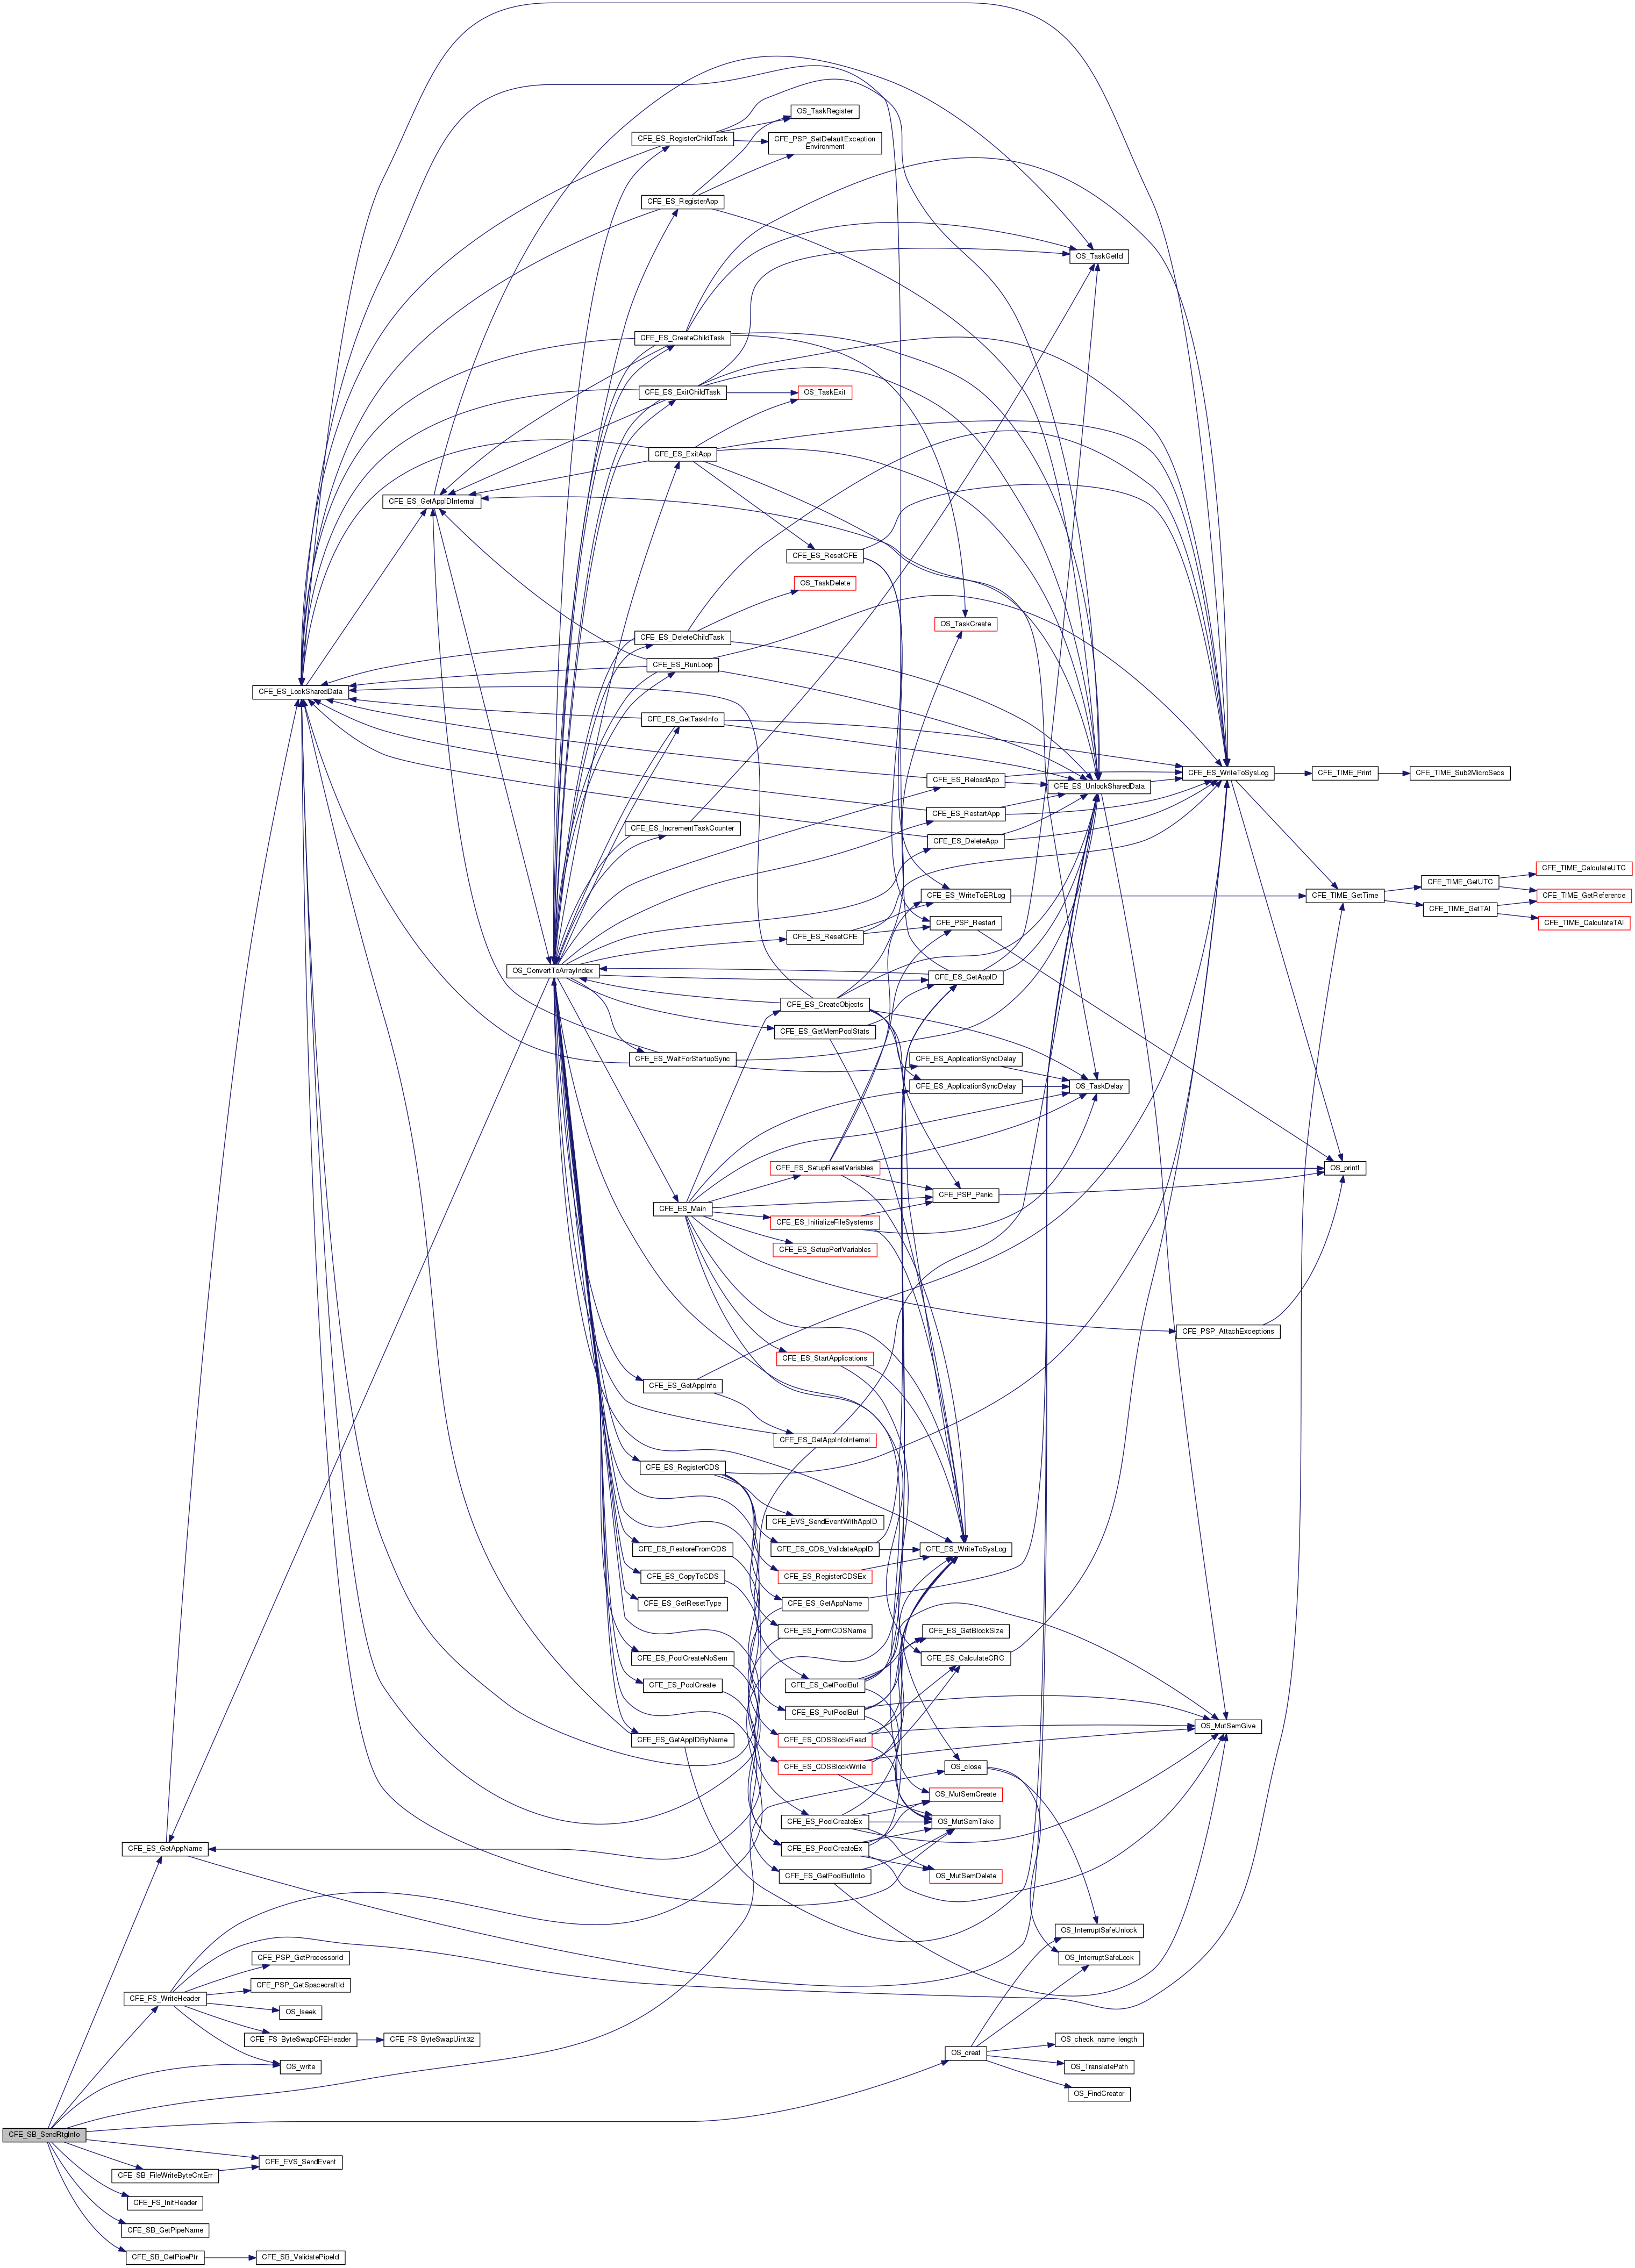 OS_TaskRegister
CFE_ES_RegisterChildTask
CFE_PSP_SetDefaultException
Environment
CFE_ES_RegisterApp
OS_TaskGetId
CFE_ES_CreateChildTask
CFE_ES_ExitChildTask
OS_TaskExit
CFE_ES_ExitApp
CFE_ES_GetAppIDInternal
CFE_ES_ResetCFE
OS_TaskDelete
OS_TaskCreate
CFE_ES_DeleteChildTask
CFE_ES_RunLoop
CFE_ES_LockSharedData
CFE_ES_GetTaskInfo
CFE_ES_WriteToSysLog
CFE_TIME_Print
CFE_TIME_Sub2MicroSecs
CFE_ES_ReloadApp
CFE_ES_UnlockSharedData
CFE_ES_RestartApp
CFE_ES_IncrementTaskCounter
CFE_ES_DeleteApp
CFE_TIME_CalculateUTC
CFE_TIME_GetUTC
CFE_ES_WriteToERLog
CFE_TIME_GetTime
CFE_TIME_GetReference
CFE_TIME_GetTAI
CFE_PSP_Restart
CFE_TIME_CalculateTAI
CFE_ES_ResetCFE
OS_ConvertToArrayIndex
CFE_ES_GetAppID
CFE_ES_CreateObjects
CFE_ES_GetMemPoolStats
CFE_ES_WaitForStartupSync
CFE_ES_ApplicationSyncDelay
CFE_ES_ApplicationSyncDelay
OS_TaskDelay
CFE_ES_SetupResetVariables
OS_printf
CFE_PSP_Panic
CFE_ES_Main
CFE_ES_InitializeFileSystems
CFE_ES_SetupPerfVariables
CFE_PSP_AttachExceptions
CFE_ES_StartApplications
CFE_ES_GetAppInfo
CFE_ES_GetAppInfoInternal
CFE_ES_RegisterCDS
CFE_EVS_SendEventWithAppID
CFE_ES_RestoreFromCDS
CFE_ES_CDS_ValidateAppID
CFE_ES_WriteToSysLog
CFE_ES_CopyToCDS
CFE_ES_RegisterCDSEx
CFE_ES_GetResetType
CFE_ES_GetAppName
CFE_ES_FormCDSName
CFE_ES_GetBlockSize
CFE_ES_PoolCreateNoSem
CFE_ES_CalculateCRC
CFE_ES_PoolCreate
CFE_ES_GetPoolBuf
CFE_ES_PutPoolBuf
OS_MutSemGive
CFE_ES_GetAppIDByName
CFE_ES_CDSBlockRead
CFE_ES_CDSBlockWrite
OS_close
OS_MutSemCreate
CFE_ES_PoolCreateEx
OS_MutSemTake
CFE_ES_GetAppName
CFE_ES_PoolCreateEx
CFE_ES_GetPoolBufInfo
OS_MutSemDelete
OS_InterruptSafeUnlock
CFE_PSP_GetProcessorId
OS_InterruptSafeLock
CFE_PSP_GetSpacecraftId
CFE_FS_WriteHeader
OS_lseek
CFE_FS_ByteSwapCFEHeader
CFE_FS_ByteSwapUint32
OS_check_name_length
OS_creat
OS_write
OS_TranslatePath
OS_FindCreator
CFE_SB_SendRtgInfo
CFE_EVS_SendEvent
CFE_SB_FileWriteByteCntErr
CFE_FS_InitHeader
CFE_SB_GetPipeName
CFE_SB_GetPipePtr
CFE_SB_ValidatePipeId